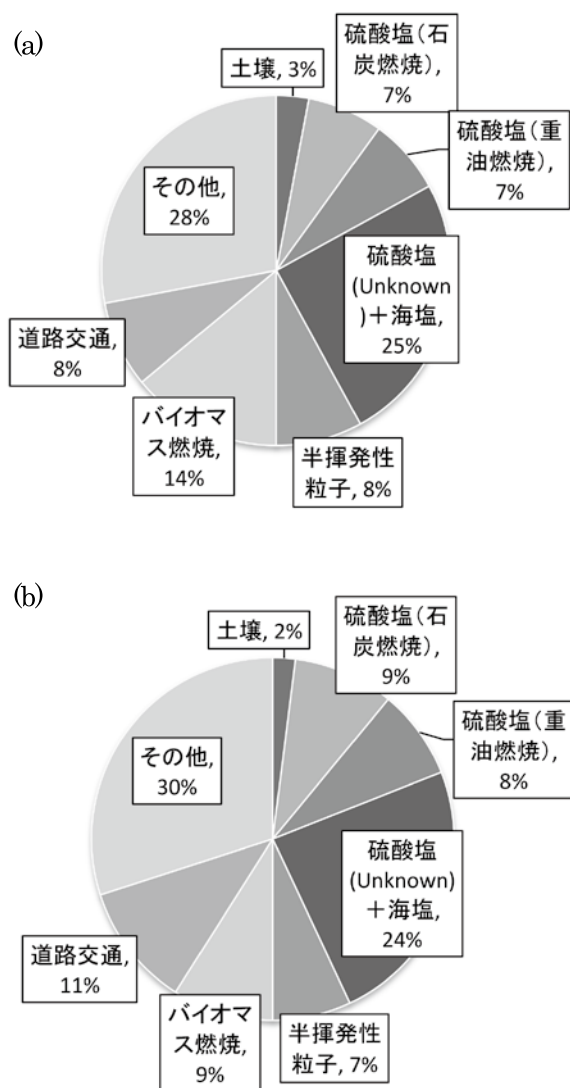 (a)
土壌, 3%
硫酸塩(石
炭燃焼),
7%
硫酸塩(重
油燃焼),
7%
硫酸塩
(Unknown
)+海塩,
25%
半揮発性
粒子, 8%
バイオマ
ス燃焼,
14%
道路交通,
8%
その他,
28%
(b)
土壌, 2%
硫酸塩(石
炭燃焼),
9%
硫酸塩(重
油燃焼),
8%
硫酸塩
(Unknown)
+海塩,
24%
半揮発性
粒子, 7%
バイオマ
ス燃焼,
9%
道路交通,
11%
その他,
30%